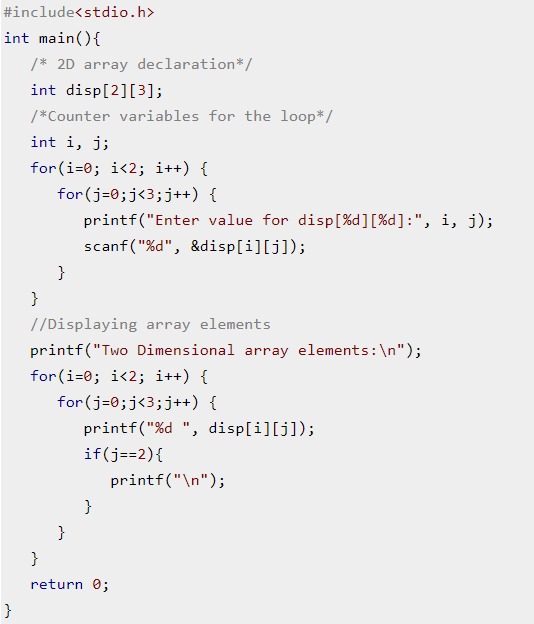 #include<stdio.h>
int main(){
   /* 2D array declaration*/
   int disp[2][3];
   /*Counter variables for the loop*/
   int i, j;
   for(i=0; i<2; i++) {
      for(j=0;j<3;j++) {
         printf("Enter value for disp[%d][%d]:", i, j);
         scanf("%d", &disp[i][j]);
      }
   }
   //Displaying array elements
   printf("Two Dimensional array elements:\n");
   for(i=0; i<2; i++) {
      for(j=0;j<3;j++) {
         printf("%d ", disp[i][j]);
         if(j==2){
            printf("\n");
         }
      }
   }
   return 0;
}